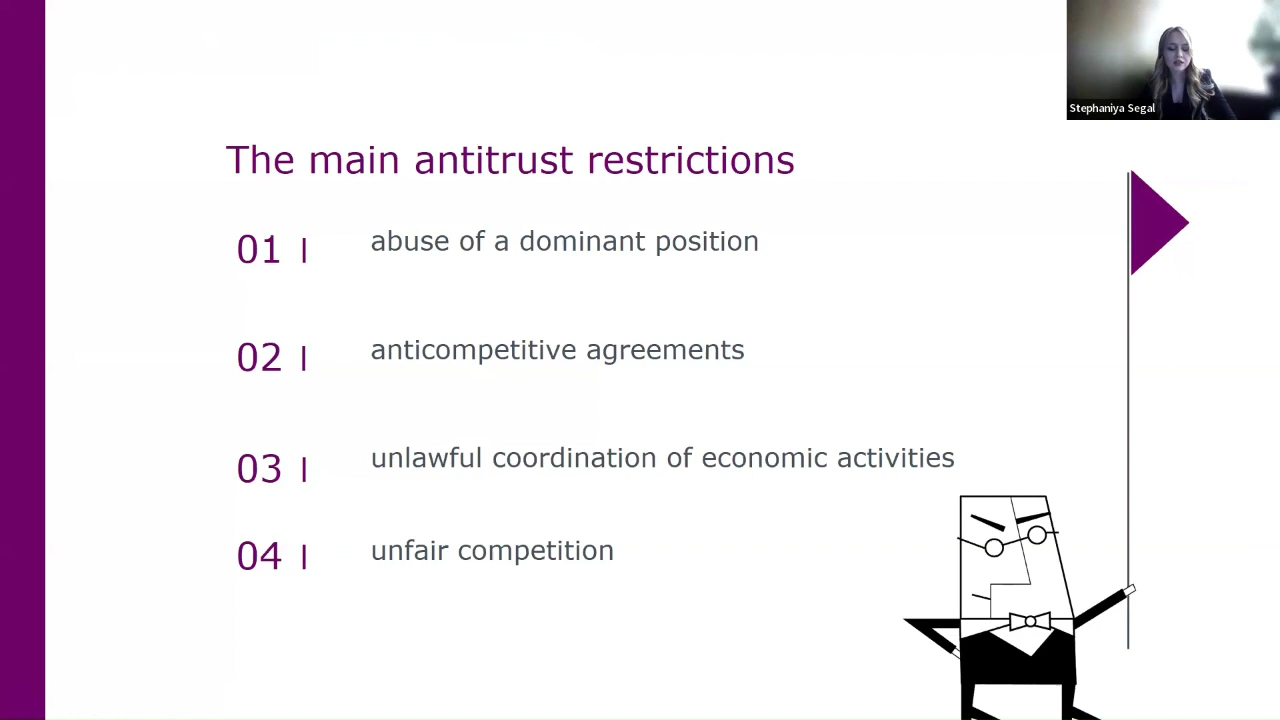 Stephaniya Segal
The main antitrust restrictions
01 | abuse of a dominant position
02 | anticompetitive agreements
03 | unlawful coordination of economic activities
04 | unfair competition